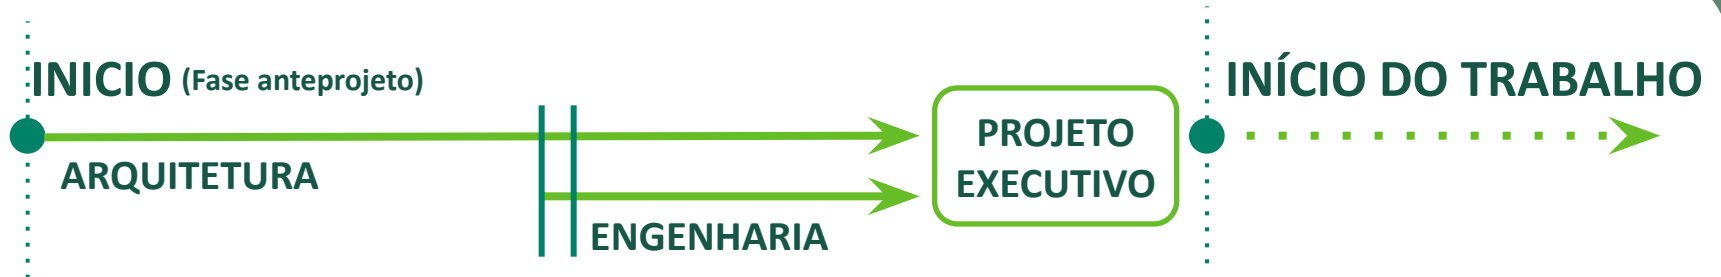 INICIO (Fase anteprojeto)
INÍCIO DO TRABALHO
PROJETO
EXECUTIVO
ARQUITETURA
ENGENHARIA